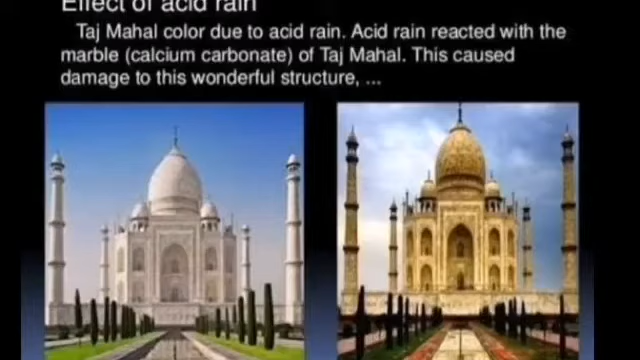 Effect of acid rain
Taj Mahal color due to acid rain. Acid rain reacted with the
marble (calcium carbonate) of Taj Mahal. This caused
damage to this wonderful structure, ...